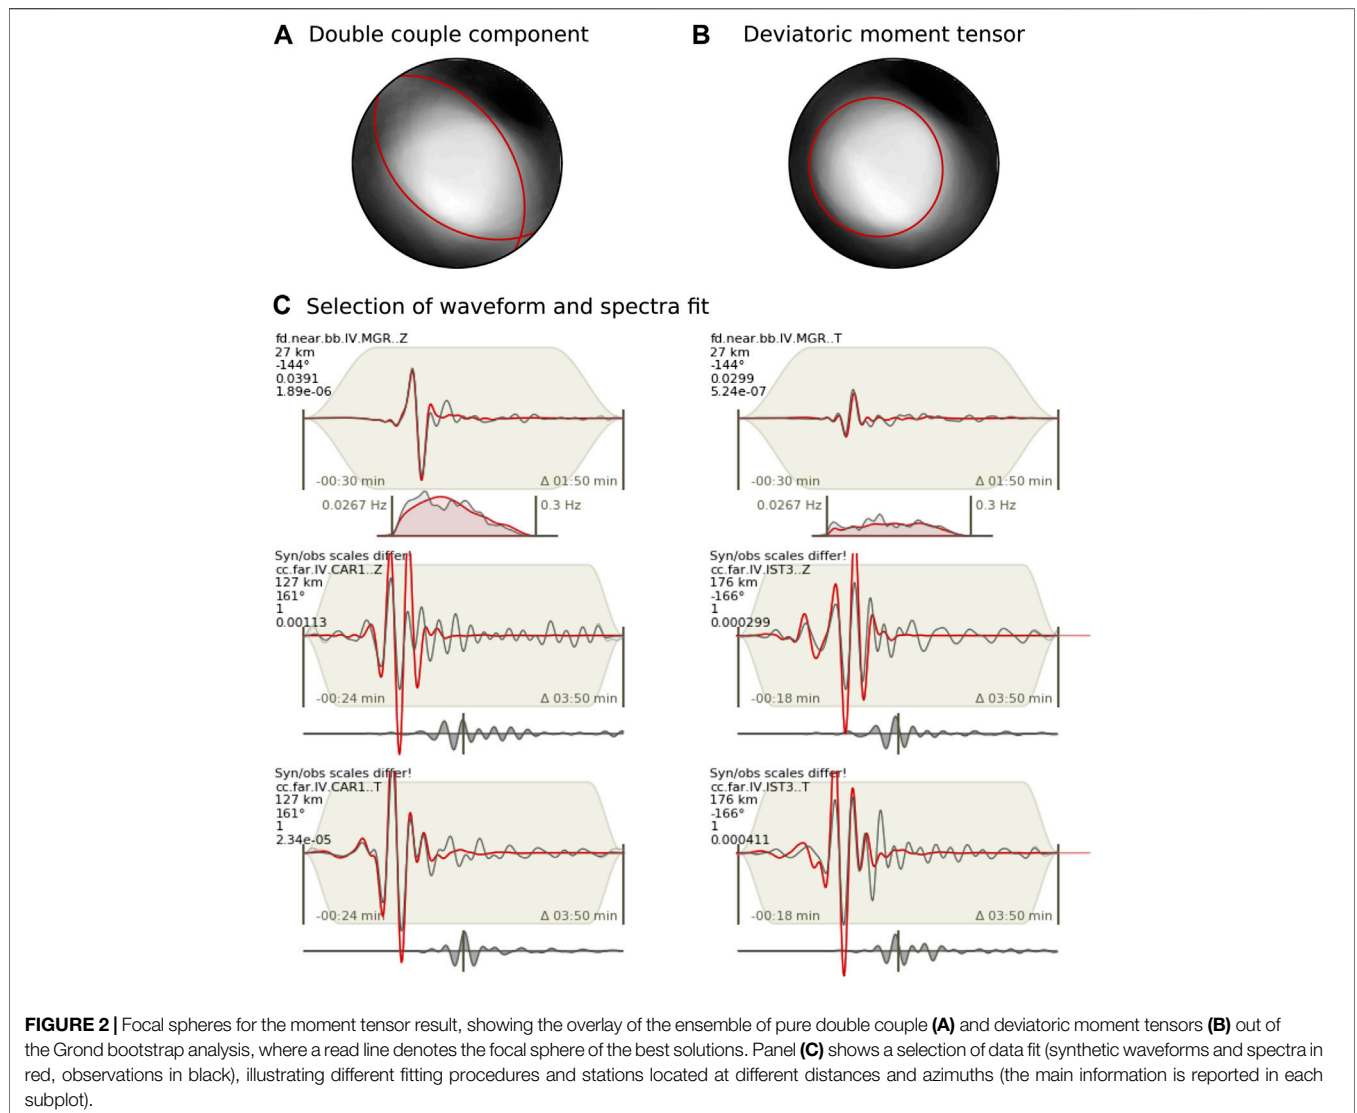 A Double couple component
B Deviatoric moment tensor
C Selection of waveform and spectra fit
fd.near.bb.IV.MGR..Z
27 km
-144°
0.0391
1.89e-06
-00:30 min
Δ 01:50 min
0.0267 Hz
0.3 Hz
fd.near.bb.IV.MGR..T
27 km
-144°
0.0299
5.24e-07
-00:30 min
Δ 01:50 min
0.0267 Hz
0.3 Hz
Syn/obs scales differ!
cc.far.IV.CAR1..Z
127 km
161°
1
0.00113
-00:24 min
Δ 03:50 min
Syn/obs scales differ!
cc.far.IV.IST3..Z
176 km
-166°
1
0.000299
-00:18 min
Δ 03:50 min
Syn/obs scales differ!
cc.far.IV.CAR1..T
127 km
161°
1
2.34e-05
-00:24 min
Δ 03:50 min
Syn/obs scales differ!
cc.far.IV.IST3..T
176 km
-166°
1
0.000411
-00:18 min
Δ 03:50 min
FIGURE 2 | Focal spheres for the moment tensor result, showing the overlay of the ensemble of pure double couple (A) and deviatoric moment tensors (B) out of
the Grond bootstrap analysis, where a read line denotes the focal sphere of the best solutions. Panel (C) shows a selection of data fit (synthetic waveforms and spectra in
red, observations in black), illustrating different fitting procedures and stations located at different distances and azimuths (the main information is reported in each
subplot).